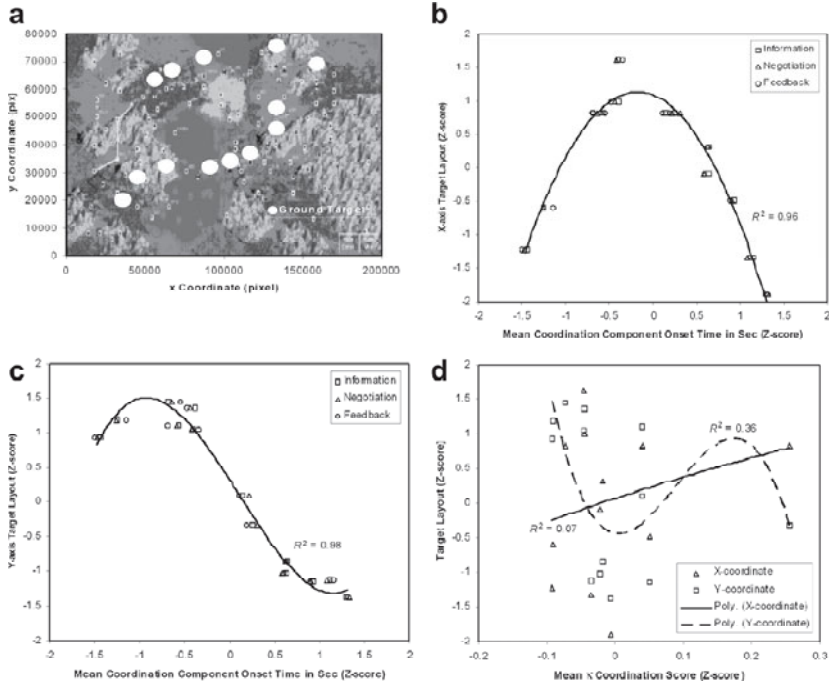 a
80000
70000
60000
50000
40000
30000
20000
10000
0
y Coordinate (pix)
Ground Target
0 50000 100000 150000 200000
x Coordinate (pixel)
b
2
1.5
1
0.5
0
-0.5
-1
-1.5
-2
X-axis Target Layout (Z-score)
Information
Negotiation
Feedback
R² = 0.96
-2 -1.5 -1 -0.5 0 0.5 1 1.5 2
Mean Coordination Component Onset Time in Sec (Z-score)
c
2
1.5
1
0.5
0
-0.5
-1
-1.5
-2
Y-axis Target Layout (Z-score)
Information
Negotiation
Feedback
R² = 0.98
-2 -1.5 -1 -0.5 0 0.5 1 1.5 2
Mean Coordination Component Onset Time in Sec (Z-score)
d
2
1.5
1
0.5
0
-0.5
-1
-1.5
-2
Target Layout (Z-score)
R² = 0.36
R² = 0.07
X-coordinate
Y-coordinate
Poly. (X-coordinate)
Poly. (Y-coordinate)
-0.2 -0.1 0 0.1 0.2 0.3
Mean κ Coordination Score (Z-score)